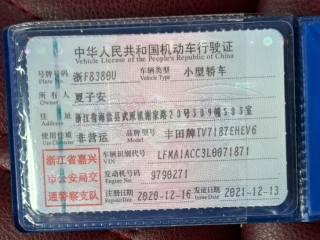 中华人民共和国机动车行驶证
Vehicle License of the People's Republic of China
号牌号码 浙F8380U 车辆类型 小型轿车
Plate No. Vehicle Type
所有人 夏子安
Owner
住址 浙江省海盐县武原镇谢家路20号309幢503室
Address
使用性质 非营运 品牌型号 丰田牌TV7187EHEV6
Use Character Model
浙江省嘉兴 车辆识别代号 LFMA1ACC3L0071871
VIN
市公安局交 发动机号码 9790271
Engine No.
通警察支队 注册日期 2020-12-16 发证日期 2021-12-13
Register Date Issue Date